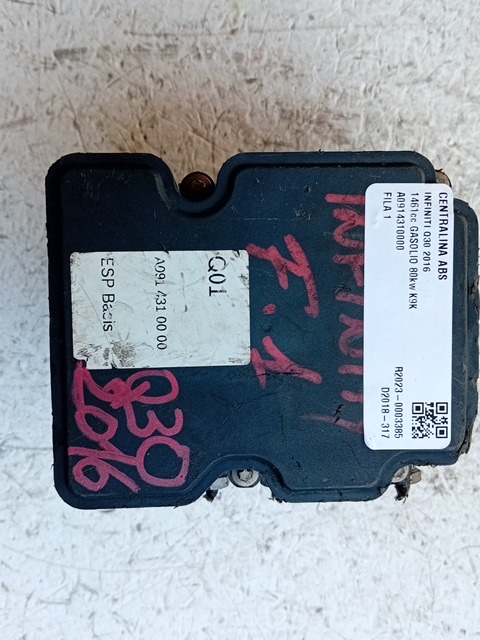 CENTRALINA ABS
INFINITI Q30 2016
1461cc GASOLIO 80kw K9K
A0914310000
FILA 1
R2023-0003385
D2018-317
Q01
A091 431 00 00
ESP Basis
INFINITI
F.1
Q30
2016